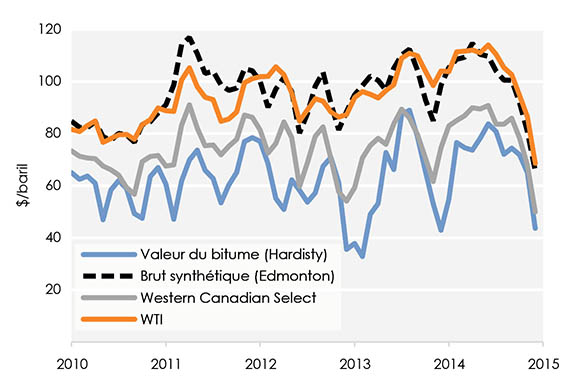 120
100
80
60
40
20
$/baril
Valeur du bitume (Hardisty)
Brut synthétique (Edmonton)
Western Canadian Select
WTI
2010 2011 2012 2013 2014 2015